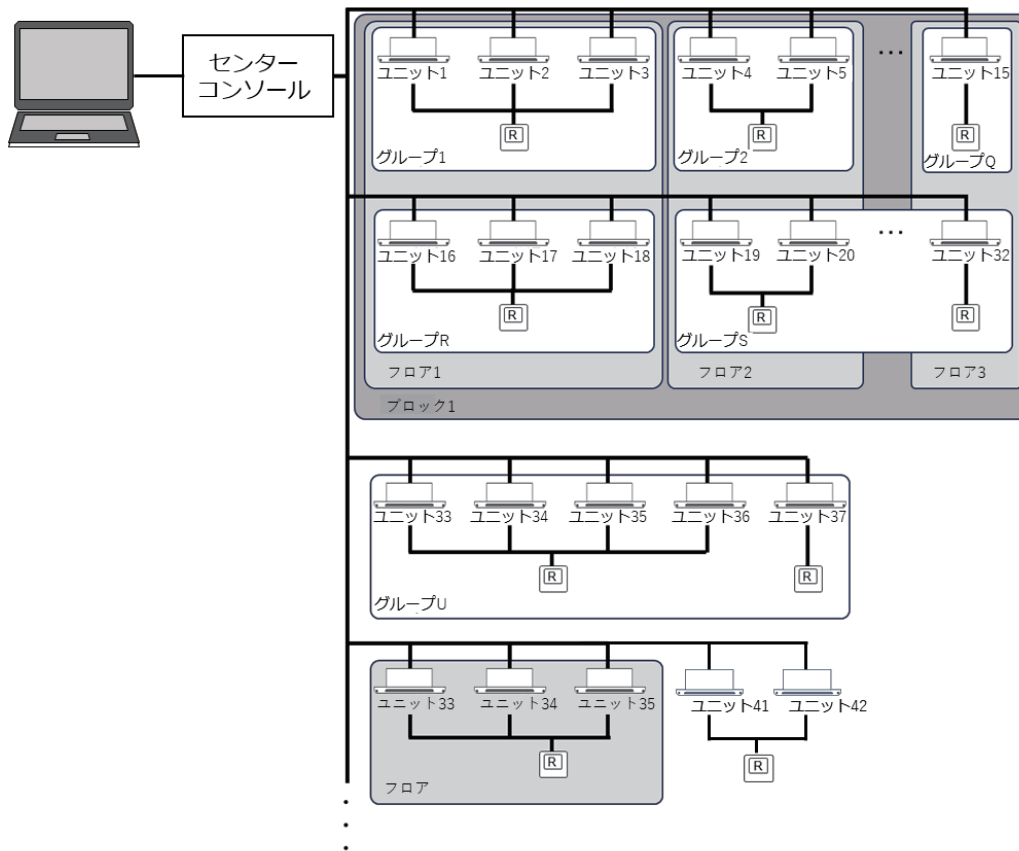 センター
コンソール
ユニット1
ユニット2
ユニット3
ユニット4
ユニット5
...
ユニット15
R
R
R
グループ1
グループ2
グループQ
ユニット16
ユニット17
ユニット18
ユニット19
ユニット20
...
ユニット32
R
R
R
グループR
グループS
フロア1
フロア2
フロア3
ブロック1
ユニット33
ユニット34
ユニット35
ユニット36
ユニット37
R
R
グループU
ユニット33
ユニット34
ユニット35
ユニット41
ユニット42
R
R
フロア